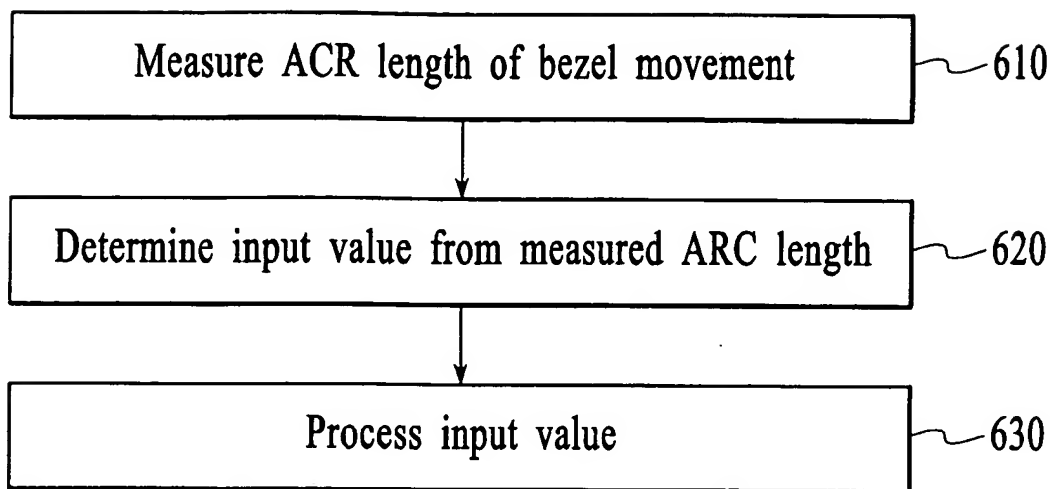 Measure ACR length of bezel movement
610
Determine input value from measured ARC length
620
Process input value
630